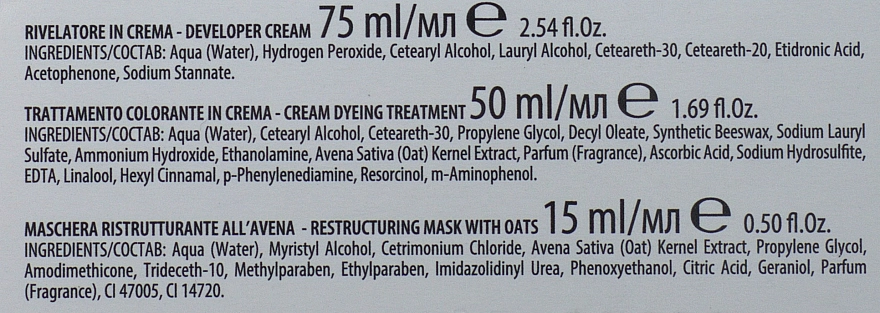 RIVELATORE IN CREMA - DEVELOPER CREAM 75 ml/мл ℮ 2.54 fl.Oz.
INGREDIENTS/СОСТАВ: Aqua (Water), Hydrogen Peroxide, Cetearyl Alcohol, Lauryl Alcohol, Ceteareth-30, Ceteareth-20, Etidronic Acid,
Acetophenone, Sodium Stannate.
TRATTAMENTO COLORANTE IN CREMA - CREAM DYEING TREATMENT 50 ml/мл ℮ 1.69 fl.Oz.
INGREDIENTS/СОСТАВ: Aqua (Water), Cetearyl Alcohol, Ceteareth-30, Propylene Glycol, Decyl Oleate, Synthetic Beeswax, Sodium Lauryl
Sulfate, Ammonium Hydroxide, Ethanolamine, Avena Sativa (Oat) Kernel Extract, Parfum (Fragrance), Ascorbic Acid, Sodium Hydrosulfite,
EDTA, Linalool, Hexyl Cinnamal, p-Phenylenediamine, Resorcinol, m-Aminophenol.
MASCHERA RISTRUTTURANTE ALL'AVENA - RESTRUCTURING MASK WITH OATS 15 ml/мл ℮ 0.50 fl.Oz.
INGREDIENTS/СОСТАВ: Aqua (Water), Myristyl Alcohol, Cetrimonium Chloride, Avena Sativa (Oat) Kernel Extract, Propylene Glycol,
Amodimethicone, Trideceth-10, Methylparaben, Ethylparaben, Imidazolidinyl Urea, Phenoxyethanol, Citric Acid, Geraniol, Parfum
(Fragrance), CI 47005, CI 14720.